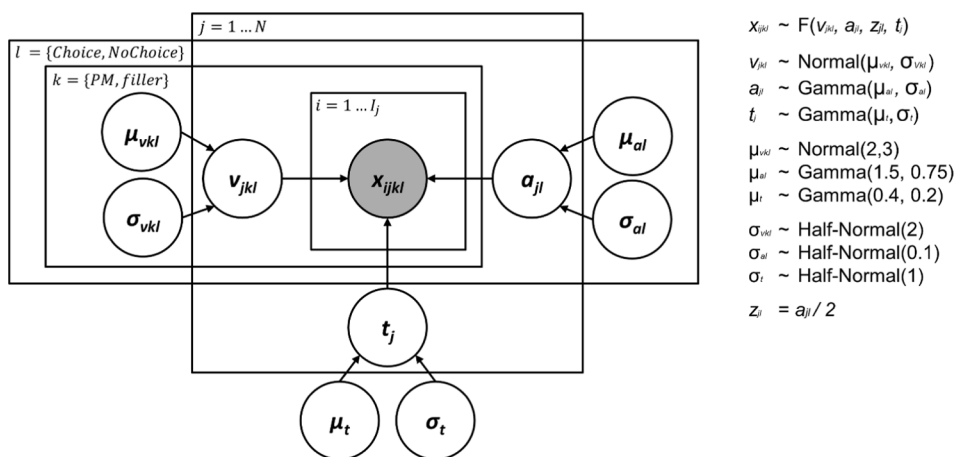 j = 1 … N
l = {Choice, NoChoice}
k = {PM, filler}
i = 1 … I_j
μ_vkl
σ_vkl
v_jkl
x_ijkl
a_jl
μ_al
σ_al
t_j
μ_t
σ_t
x_ijkl ~ F(v_jkl, a_jl, z_jl, t_j)
v_jkl ~ Normal(μ_vkl, σ_vkl)
a_jl ~ Gamma(μ_al, σ_al)
t_j ~ Gamma(μ_t, σ_t)
μ_vkl ~ Normal(2,3)
μ_al ~ Gamma(1.5, 0.75)
μ_t ~ Gamma(0.4, 0.2)
σ_vkl ~ Half-Normal(2)
σ_al ~ Half-Normal(0.1)
σ_t ~ Half-Normal(1)
z_jl = a_jl / 2